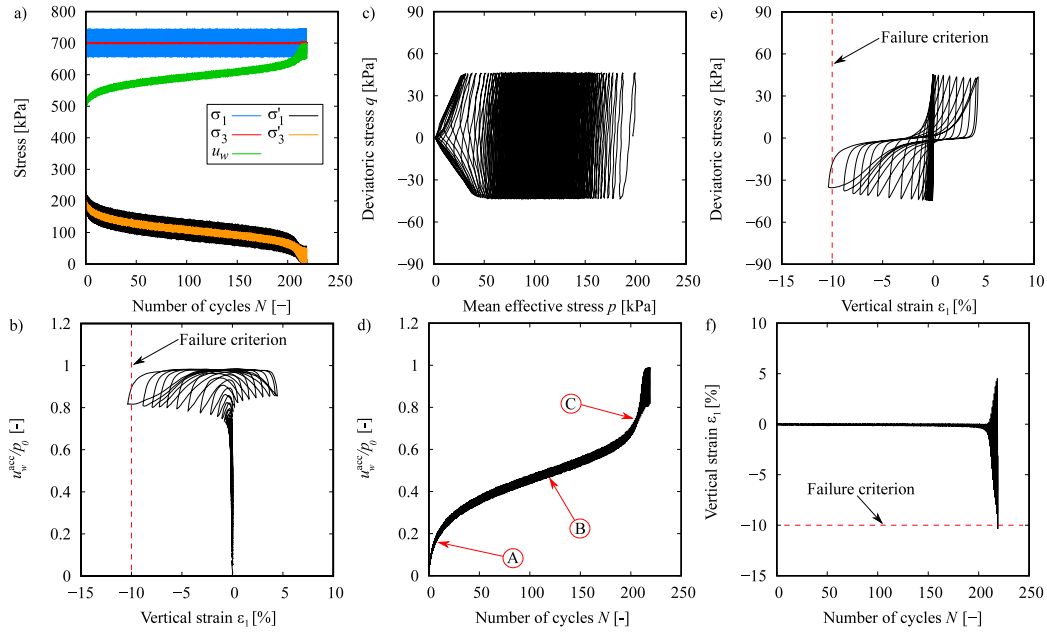 a)
Stress [kPa]
800
700
600
500
400
300
200
100
0
σ1 σ'1
σ3 σ'3
uw
0 50 100 150 200 250
Number of cycles N [−]
c)
Deviatoric stress q [kPa]
90
60
30
0
−30
−60
−90
0 50 100 150 200 250
Mean effective stress p [kPa]
e)
Deviatoric stress q [kPa]
90
60
30
0
−30
−60
−90
Failure criterion
−15 −10 −5 0 5 10
Vertical strain ε1 [%]
b)
uw^acc/p0 [-]
1.2
1
0.8
0.6
0.4
0.2
0
Failure criterion
−15 −10 −5 0 5 10
Vertical strain ε1 [%]
d)
uw^acc/p0 [-]
1.2
1
0.8
0.6
0.4
0.2
0
C
B
A
0 50 100 150 200 250
Number of cycles N [-]
f)
Vertical strain ε1 [%]
10
5
0
−5
−10
−15
Failure criterion
0 50 100 150 200 250
Number of cycles N [−]